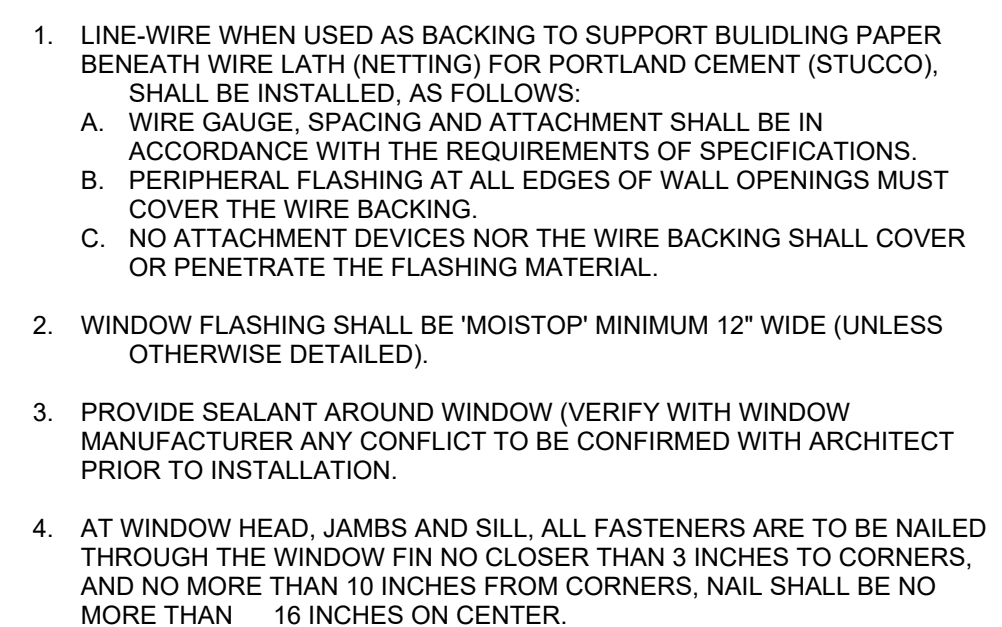 1. LINE-WIRE WHEN USED AS BACKING TO SUPPORT BULIDLING PAPER
BENEATH WIRE LATH (NETTING) FOR PORTLAND CEMENT (STUCCO),
SHALL BE INSTALLED, AS FOLLOWS:
A. WIRE GAUGE, SPACING AND ATTACHMENT SHALL BE IN
ACCORDANCE WITH THE REQUIREMENTS OF SPECIFICATIONS.
B. PERIPHERAL FLASHING AT ALL EDGES OF WALL OPENINGS MUST
COVER THE WIRE BACKING.
C. NO ATTACHMENT DEVICES NOR THE WIRE BACKING SHALL COVER
OR PENETRATE THE FLASHING MATERIAL.
2. WINDOW FLASHING SHALL BE 'MOISTOP' MINIMUM 12" WIDE (UNLESS
OTHERWISE DETAILED).
3. PROVIDE SEALANT AROUND WINDOW (VERIFY WITH WINDOW
MANUFACTURER ANY CONFLICT TO BE CONFIRMED WITH ARCHITECT
PRIOR TO INSTALLATION.
4. AT WINDOW HEAD, JAMBS AND SILL, ALL FASTENERS ARE TO BE NAILED
THROUGH THE WINDOW FIN NO CLOSER THAN 3 INCHES TO CORNERS,
AND NO MORE THAN 10 INCHES FROM CORNERS, NAIL SHALL BE NO
MORE THAN 16 INCHES ON CENTER.